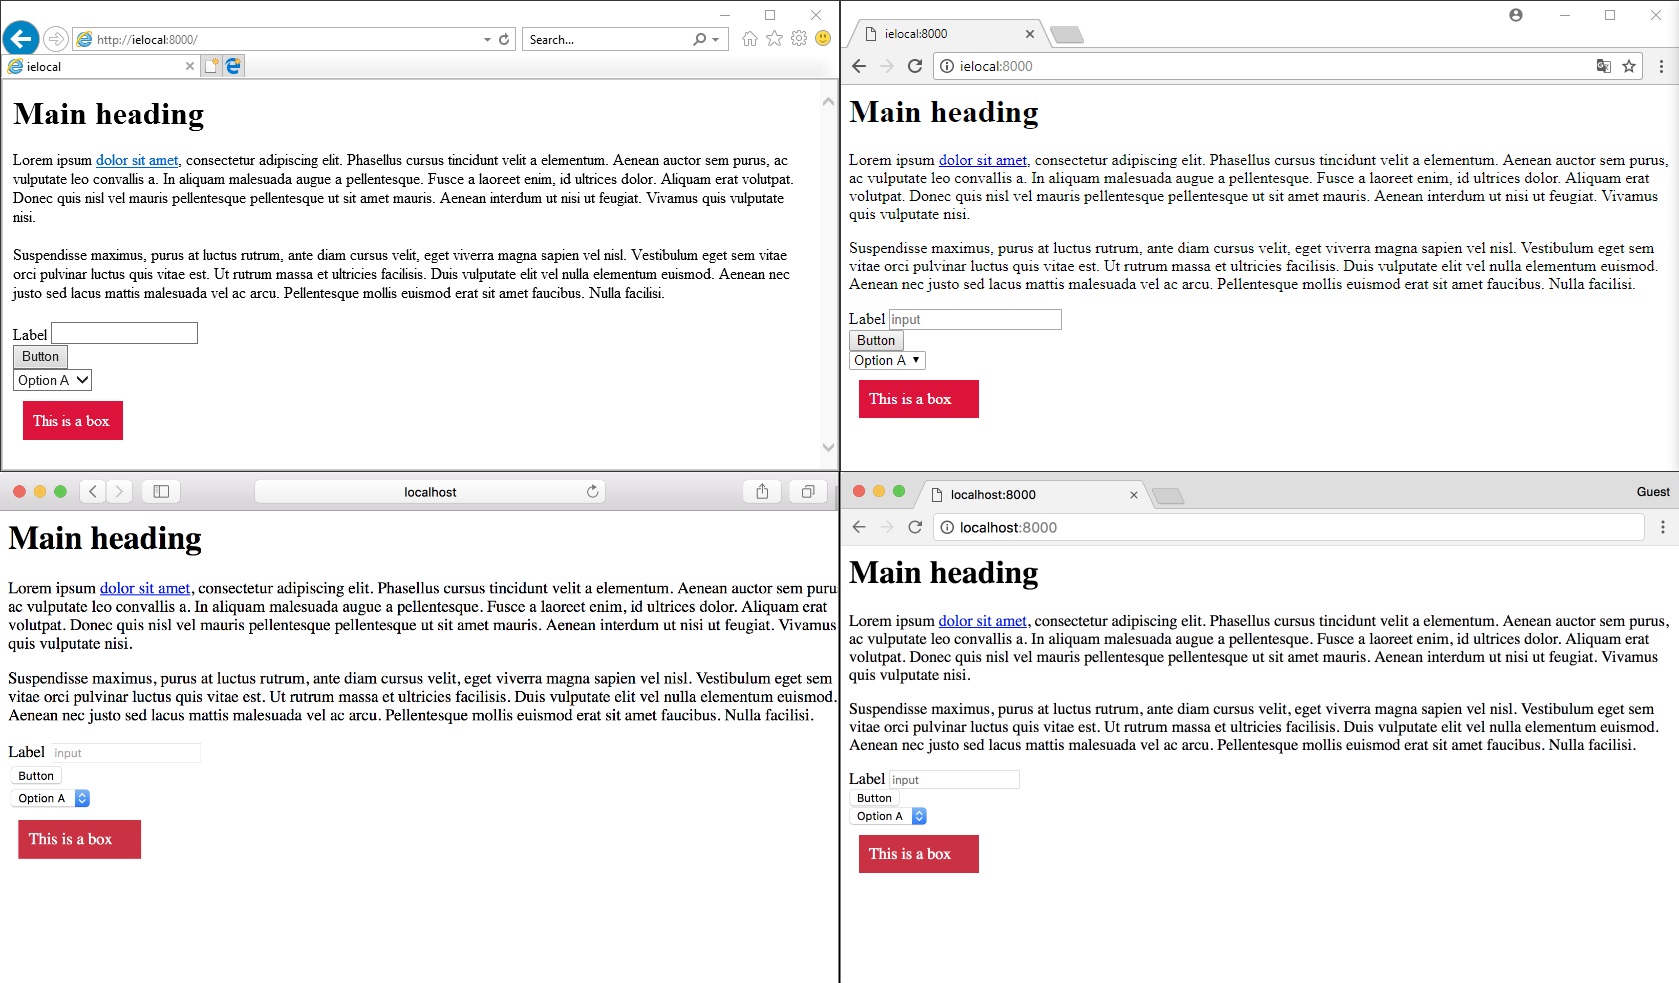 http://ielocal:8000/
Search...
ielocal
Main heading
Lorem ipsum dolor sit amet, consectetur adipiscing elit. Phasellus cursus tincidunt velit a elementum. Aenean auctor sem purus, ac
vulputate leo convallis a. In aliquam malesuada augue a pellentesque. Fusce a laoreet enim, id ultrices dolor. Aliquam erat volutpat.
Donec quis nisl vel mauris pellentesque pellentesque ut sit amet mauris. Aenean interdum ut nisi ut feugiat. Vivamus quis vulputate
nisi.
Suspendisse maximus, purus at luctus rutrum, ante diam cursus velit, eget viverra magna sapien vel nisl. Vestibulum eget sem vitae
orci pulvinar luctus quis vitae est. Ut rutrum massa et ultricies facilisis. Duis vulputate elit vel nulla elementum euismod. Aenean nec
justo sed lacus mattis malesuada vel ac arcu. Pellentesque mollis euismod erat sit amet faucibus. Nulla facilisi.
Label
Button
Option A
This is a box
ielocal:8000
ielocal:8000
Main heading
Lorem ipsum dolor sit amet, consectetur adipiscing elit. Phasellus cursus tincidunt velit a elementum. Aenean auctor sem purus,
ac vulputate leo convallis a. In aliquam malesuada augue a pellentesque. Fusce a laoreet enim, id ultrices dolor. Aliquam erat
volutpat. Donec quis nisl vel mauris pellentesque pellentesque ut sit amet mauris. Aenean interdum ut nisi ut feugiat. Vivamus
quis vulputate nisi.
Suspendisse maximus, purus at luctus rutrum, ante diam cursus velit, eget viverra magna sapien vel nisl. Vestibulum eget sem
vitae orci pulvinar luctus quis vitae est. Ut rutrum massa et ultricies facilisis. Duis vulputate elit vel nulla elementum euismod.
Aenean nec justo sed lacus mattis malesuada vel ac arcu. Pellentesque mollis euismod erat sit amet faucibus. Nulla facilisi.
Label input
Button
Option A
This is a box
localhost
Main heading
Lorem ipsum dolor sit amet, consectetur adipiscing elit. Phasellus cursus tincidunt velit a elementum. Aenean auctor sem puru
ac vulputate leo convallis a. In aliquam malesuada augue a pellentesque. Fusce a laoreet enim, id ultrices dolor. Aliquam erat
volutpat. Donec quis nisl vel mauris pellentesque pellentesque ut sit amet mauris. Aenean interdum ut nisi ut feugiat. Vivamus
quis vulputate nisi.
Suspendisse maximus, purus at luctus rutrum, ante diam cursus velit, eget viverra magna sapien vel nisl. Vestibulum eget sem
vitae orci pulvinar luctus quis vitae est. Ut rutrum massa et ultricies facilisis. Duis vulputate elit vel nulla elementum euismod.
Aenean nec justo sed lacus mattis malesuada vel ac arcu. Pellentesque mollis euismod erat sit amet faucibus. Nulla facilisi.
Label input
Button
Option A
This is a box
localhost:8000
Guest
localhost:8000
Main heading
Lorem ipsum dolor sit amet, consectetur adipiscing elit. Phasellus cursus tincidunt velit a elementum. Aenean auctor sem purus,
ac vulputate leo convallis a. In aliquam malesuada augue a pellentesque. Fusce a laoreet enim, id ultrices dolor. Aliquam erat
volutpat. Donec quis nisl vel mauris pellentesque pellentesque ut sit amet mauris. Aenean interdum ut nisi ut feugiat. Vivamus
quis vulputate nisi.
Suspendisse maximus, purus at luctus rutrum, ante diam cursus velit, eget viverra magna sapien vel nisl. Vestibulum eget sem
vitae orci pulvinar luctus quis vitae est. Ut rutrum massa et ultricies facilisis. Duis vulputate elit vel nulla elementum euismod.
Aenean nec justo sed lacus mattis malesuada vel ac arcu. Pellentesque mollis euismod erat sit amet faucibus. Nulla facilisi.
Label input
Button
Option A
This is a box